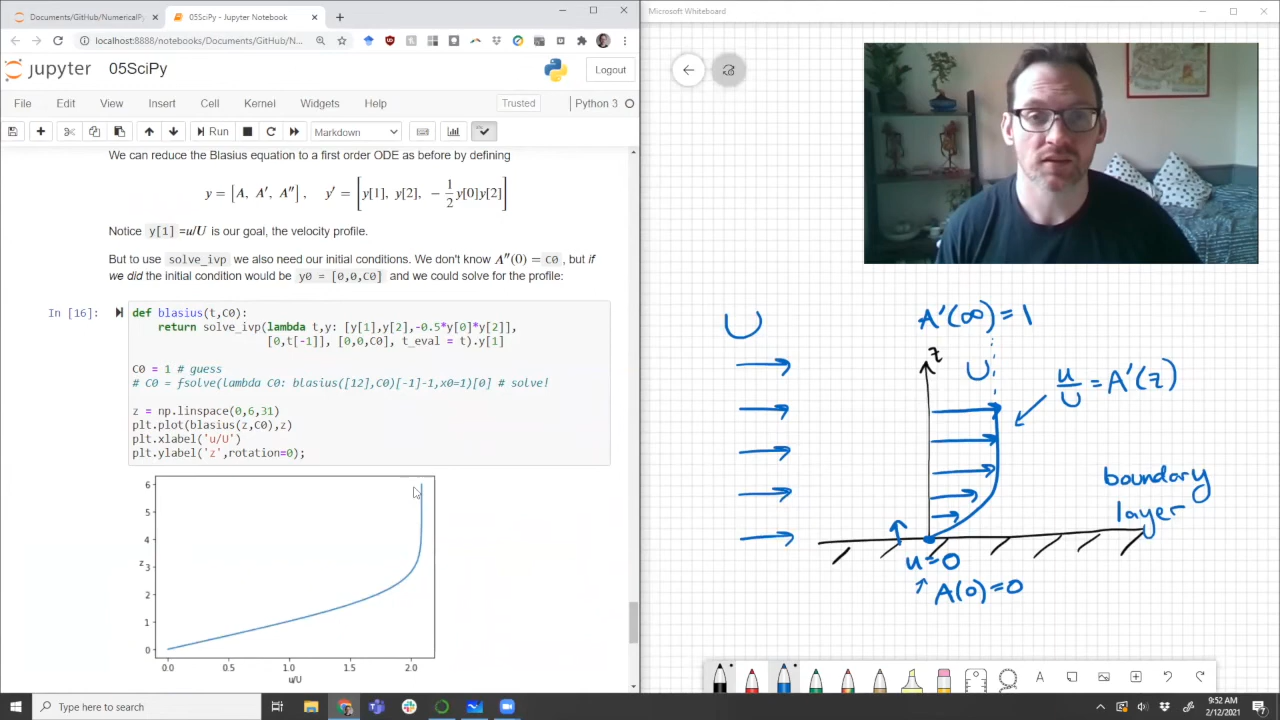 Documents/GitHub/NumericalPy
05SciPy - Jupyter Notebook
localhost:8888/notebooks/Documents/GitHub/N...
jupyter 05SciPy
Logout
File Edit View Insert Cell Kernel Widgets Help
Trusted
Python 3
Run
Markdown
We can reduce the Blasius equation to a first order ODE as before by defining
y = [A, A′, A″], y′ = [y[1], y[2], − 1/2 y[0]y[2]]
Notice y[1] =u/U is our goal, the velocity profile.
But to use solve_ivp we also need our initial conditions. We don't know A″(0) = C0 , but if
we did the initial condition would be y0 = [0,0,C0] and we could solve for the profile:
In [16]:
def blasius(t,C0):
return solve_ivp(lambda t,y: [y[1],y[2],-0.5*y[0]*y[2]],
[0,t[-1]], [0,0,C0], t_eval = t).y[1]
C0 = 1 # guess
# C0 = fsolve(lambda C0: blasius([12],C0)[-1]-1,x0=1)[0] # solve!
z = np.linspace(0,6,31)
plt.plot(blasius(z,C0),z)
plt.xlabel('u/U')
plt.ylabel('z',rotation=0);
6
5
4
z
3
2
1
0
0.0 0.5 1.0 1.5 2.0
u/U
Microsoft Whiteboard
U
A′(∞) = 1
z
U
u/U = A′(z)
boundary
layer
u=0
↑ A(0)=0
Type here to search
9:52 AM
2/12/2021